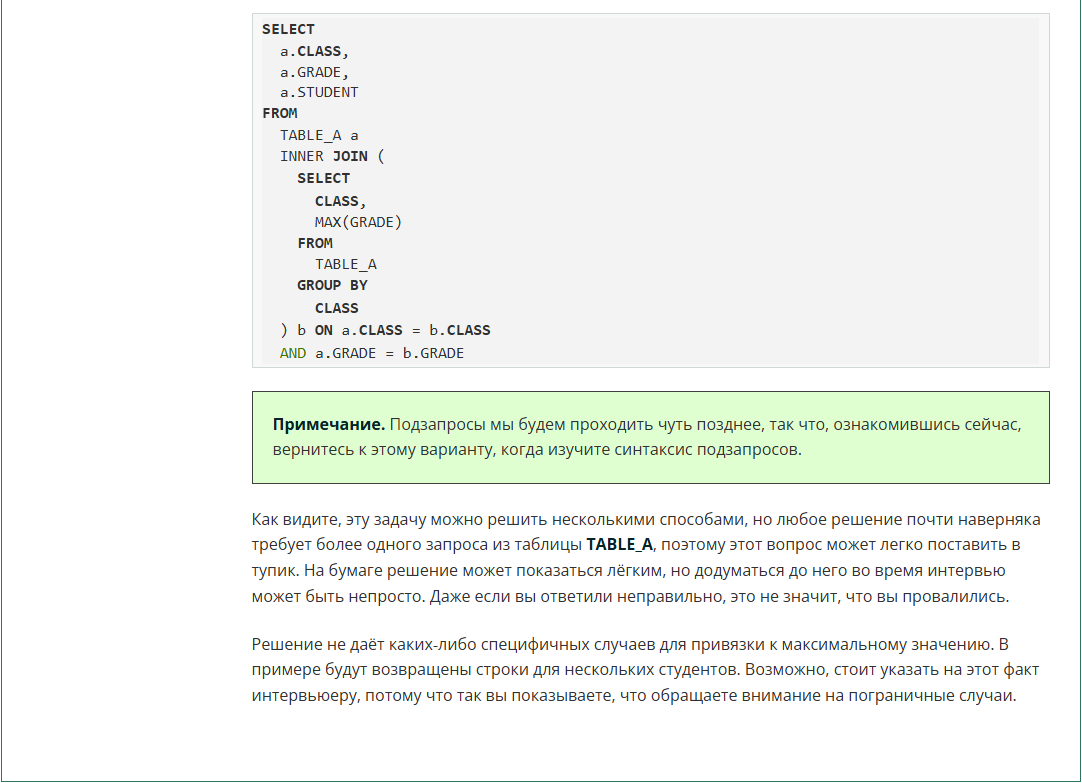 SELECT
a.CLASS,
a.GRADE,
a.STUDENT
FROM
TABLE_A a
INNER JOIN (
SELECT
CLASS,
MAX(GRADE)
FROM
TABLE_A
GROUP BY
CLASS
) b ON a.CLASS = b.CLASS
AND a.GRADE = b.GRADE
Примечание. Подзапросы мы будем проходить чуть позднее, так что, ознакомившись сейчас,
вернитесь к этому варианту, когда изучите синтаксис подзапросов.
Как видите, эту задачу можно решить несколькими способами, но любое решение почти наверняка
требует более одного запроса из таблицы TABLE_A, поэтому этот вопрос может легко поставить в
тупик. На бумаге решение может показаться лёгким, но додуматься до него во время интервью
может быть непросто. Даже если вы ответили неправильно, это не значит, что вы провалились.
Решение не даёт каких-либо специфичных случаев для привязки к максимальному значению. В
примере будут возвращены строки для нескольких студентов. Возможно, стоит указать на этот факт
интервьюеру, потому что так вы показываете, что обращаете внимание на пограничные случаи.